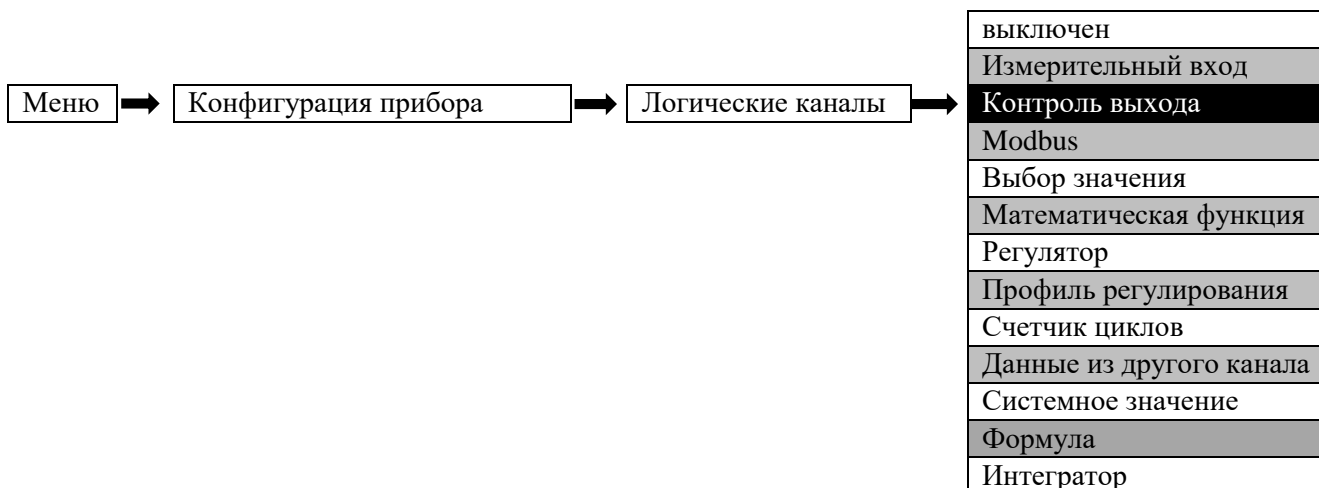 выключен
Измерительный вход
Меню Конфигурация прибора Логические каналы Контроль выхода
Modbus
Выбор значения
Математическая функция
Регулятор
Профиль регулирования
Счетчик циклов
Данные из другого канала
Системное значение
Формула
Интегратор